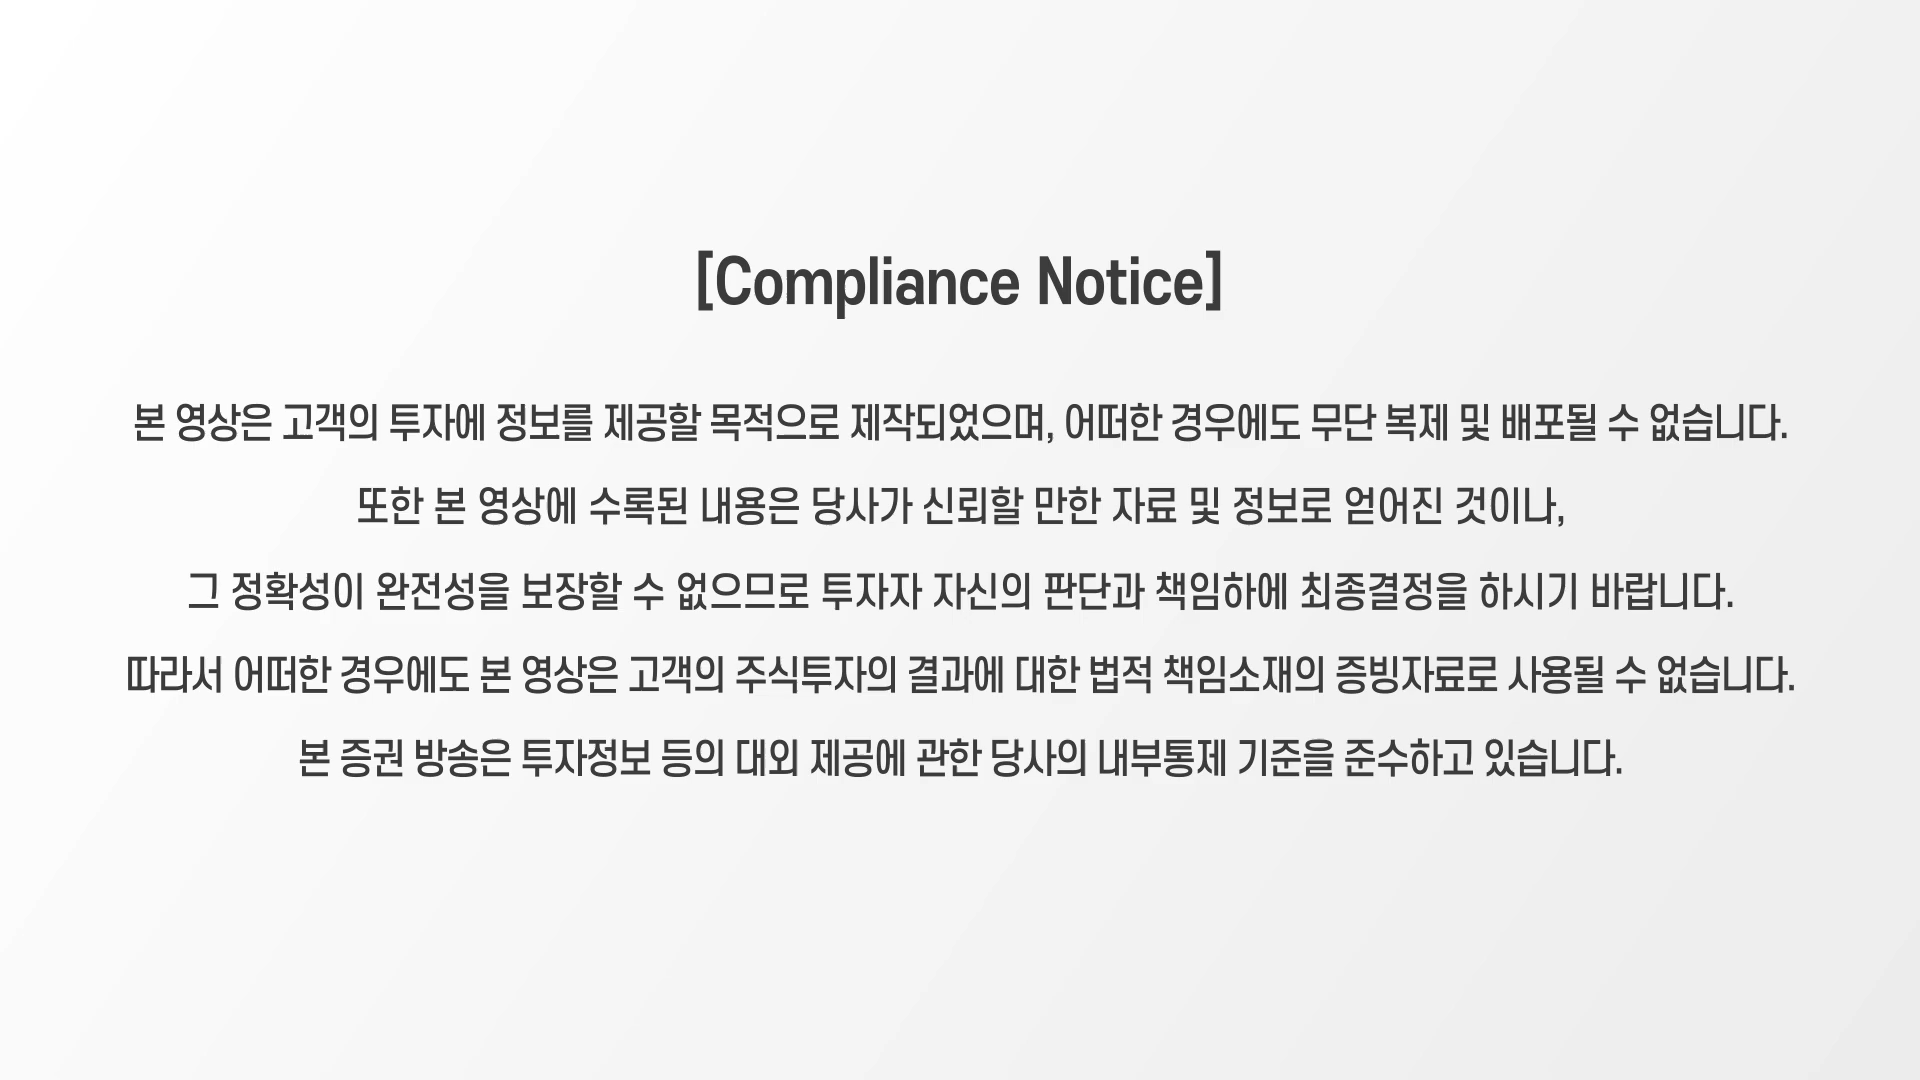 [Compliance Notice]
본 영상은 고객의 투자에 정보를 제공할 목적으로 제작되었으며, 어떠한 경우에도 무단 복제 및 배포될 수 없습니다.
또한 본 영상에 수록된 내용은 당사가 신뢰할 만한 자료 및 정보로 얻어진 것이나,
그 정확성이 완전성을 보장할 수 없으므로 투자자 자신의 판단과 책임하에 최종결정을 하시기 바랍니다.
따라서 어떠한 경우에도 본 영상은 고객의 주식투자의 결과에 대한 법적 책임소재의 증빙자료로 사용될 수 없습니다.
본 증권 방송은 투자정보 등의 대외 제공에 관한 당사의 내부통제 기준을 준수하고 있습니다.